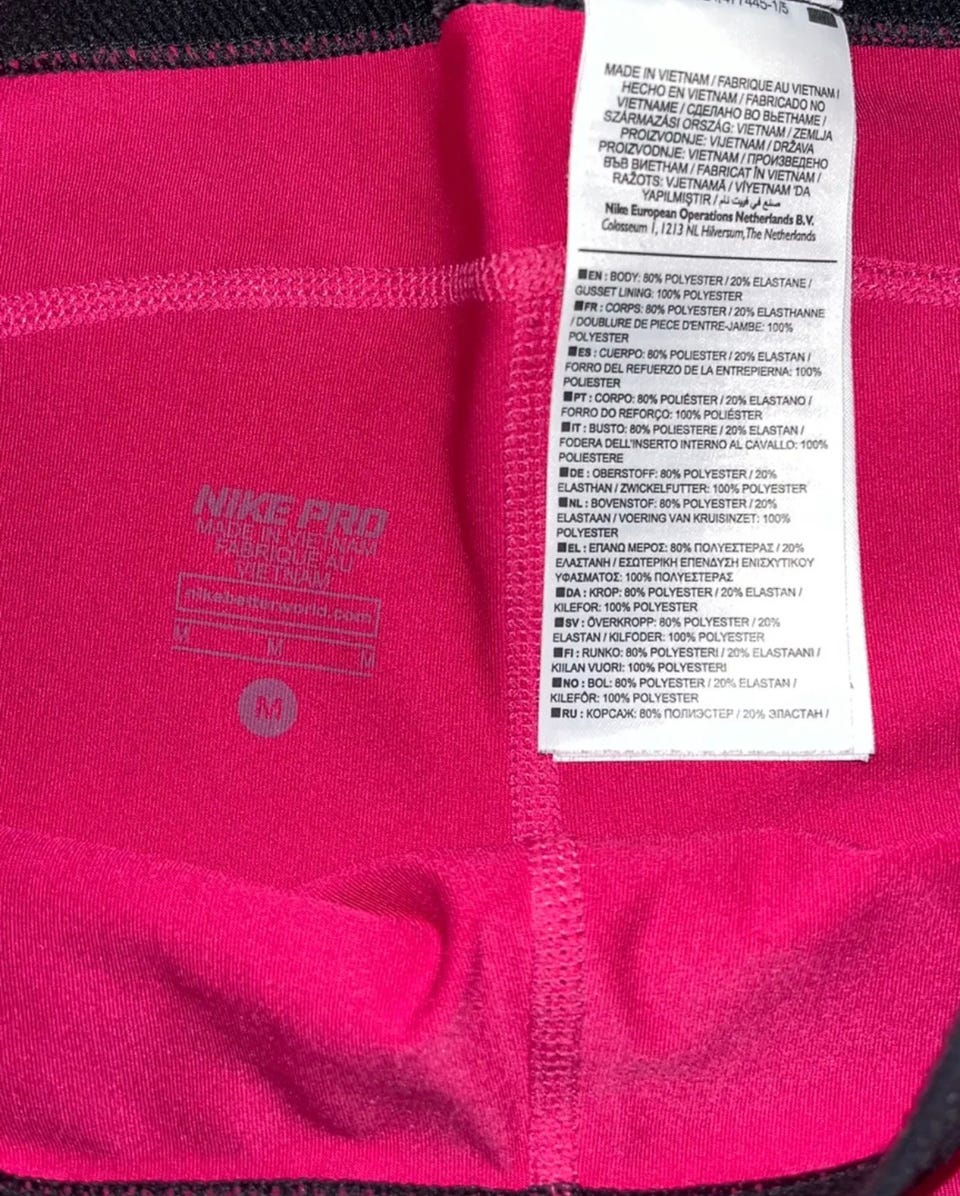 MADE IN VIETNAM / FABRIQUE AU VIETNAM /
HECHO EN VIETNAM / FABRICADO NO
VIETNAME / СДЕЛАНО ВО ВЬЕТНАМЕ /
SZÁRMAZÁSI ORSZÁG: VIETNAM / ZEMLJA
PROIZVODNJE: VIJETNAM / DRŽAVA
PROIZVODNJE: VIETNAM / ПРОИЗВЕДЕНО
ВЪВ ВИЕТНАМ / FABRICAT ÎN VIETNAM /
RAŽOTS: VJETNAMĀ / VİYETNAM 'DA
YAPILMIŞTIR / صنع في فييت نام
Nike European Operations Netherlands B.V.
Colosseum 1, 1213 NL Hilversum, The Netherlands
EN : BODY: 80% POLYESTER / 20% ELASTANE /
GUSSET LINING: 100% POLYESTER
FR : CORPS: 80% POLYESTER / 20% ELASTHANNE
/ DOUBLURE DE PIECE D'ENTRE-JAMBE: 100%
POLYESTER
ES : CUERPO: 80% POLIESTER / 20% ELASTAN /
FORRO DEL REFUERZO DE LA ENTREPIERNA: 100%
POLIESTER
PT : CORPO: 80% POLIÉSTER / 20% ELASTANO /
FORRO DO REFORÇO: 100% POLIÉSTER
IT : BUSTO: 80% POLIESTERE / 20% ELASTAN /
FODERA DELL'INSERTO INTERNO AL CAVALLO: 100%
POLIESTERE
DE : OBERSTOFF: 80% POLYESTER / 20%
ELASTHAN / ZWICKELFUTTER: 100% POLYESTER
NL : BOVENSTOF: 80% POLYESTER / 20%
ELASTAAN / VOERING VAN KRUISINZET: 100%
POLYESTER
EL : ΕΠΑΝΩ ΜΕΡΟΣ: 80% ΠΟΛΥΕΣΤΕΡΑΣ / 20%
ΕΛΑΣΤΑΝΗ / ΕΣΩΤΕΡΙΚΗ ΕΠΕΝΔΥΣΗ ΕΝΙΣΧΥΤΙΚΟΥ
ΥΦΑΣΜΑΤΟΣ: 100% ΠΟΛΥΕΣΤΕΡΑΣ
DA : KROP: 80% POLYESTER / 20% ELASTAN /
KILEFOR: 100% POLYESTER
SV : ÖVERKROPP: 80% POLYESTER / 20%
ELASTAN / KILFODER: 100% POLYESTER
FI : RUNKO: 80% POLYESTERI / 20% ELASTAANI /
KIILAN VUORI: 100% POLYESTERI
NO : BOL: 80% POLYESTER / 20% ELASTAN /
KILEFÔR: 100% POLYESTER
RU : КОРСАЖ: 80% ПОЛИЭСТЕР / 20% ЭЛАСТАН /
NIKE PRO
MADE IN VIETNAM
FABRIQUE AU
VIETNAM
nikebetterworld.com
M M M
M